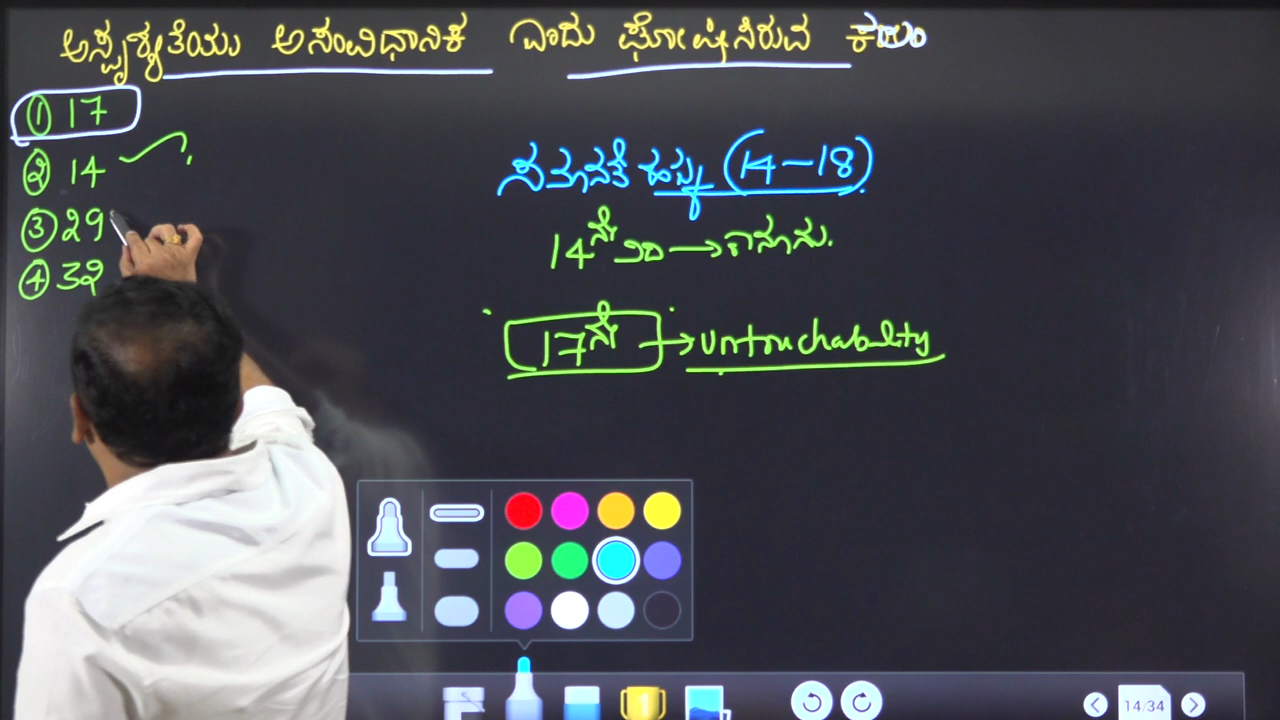 ಅಸ್ಪೃಶ್ಯತೆಯು ಅಸಂವಿಧಾನಿಕ ಎಂದು ಘೋಷಿಸಿರುವ ಕಲಂ
① 17
② 14
③ 29
④ 32
ಸಮಾನತೆ ಹಕ್ಕು (14-18)
14ನೇ ವಿಧಿ → ಕಾನೂನು.
17ನೇ → Untouchability
14/34